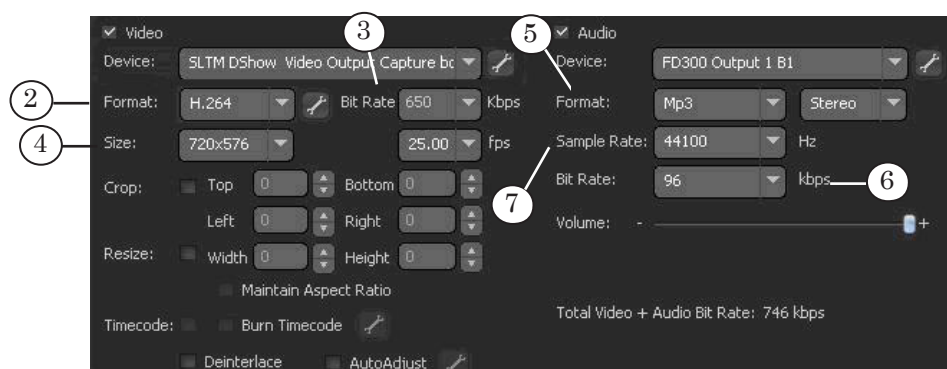 3
5
Video
Audio
Device: SLTM DShow Video Output Capture bc
Device: FD300 Output 1 B1
2
Format: H.264 Bit Rate 650 Kbps
Format: Mp3 Stereo
4
Size: 720x576 25.00 fps
Sample Rate: 44100 Hz
7
Crop: Top 0 Bottom 0
Bit Rate: 96 kbps
6
Left 0 Right 0
Volume: - +
Resize: Width 0 Height 0
Maintain Aspect Ratio
Timecode: Burn Timecode
Total Video + Audio Bit Rate: 746 kbps
Deinterlace AutoAdjust